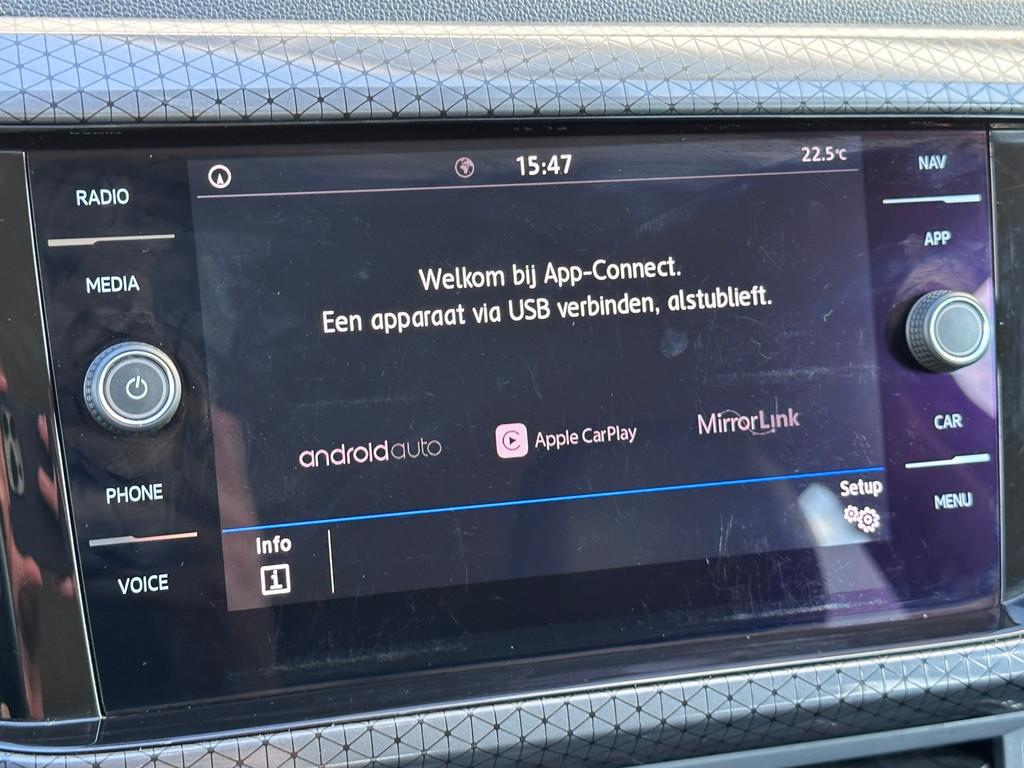 RADIO
MEDIA
PHONE
VOICE
15:47
22.5°C
Welkom bij App-Connect.
Een apparaat via USB verbinden, alstublieft.
androidauto
Apple CarPlay
MirrorLink
Setup
Info
NAV
APP
CAR
MENU